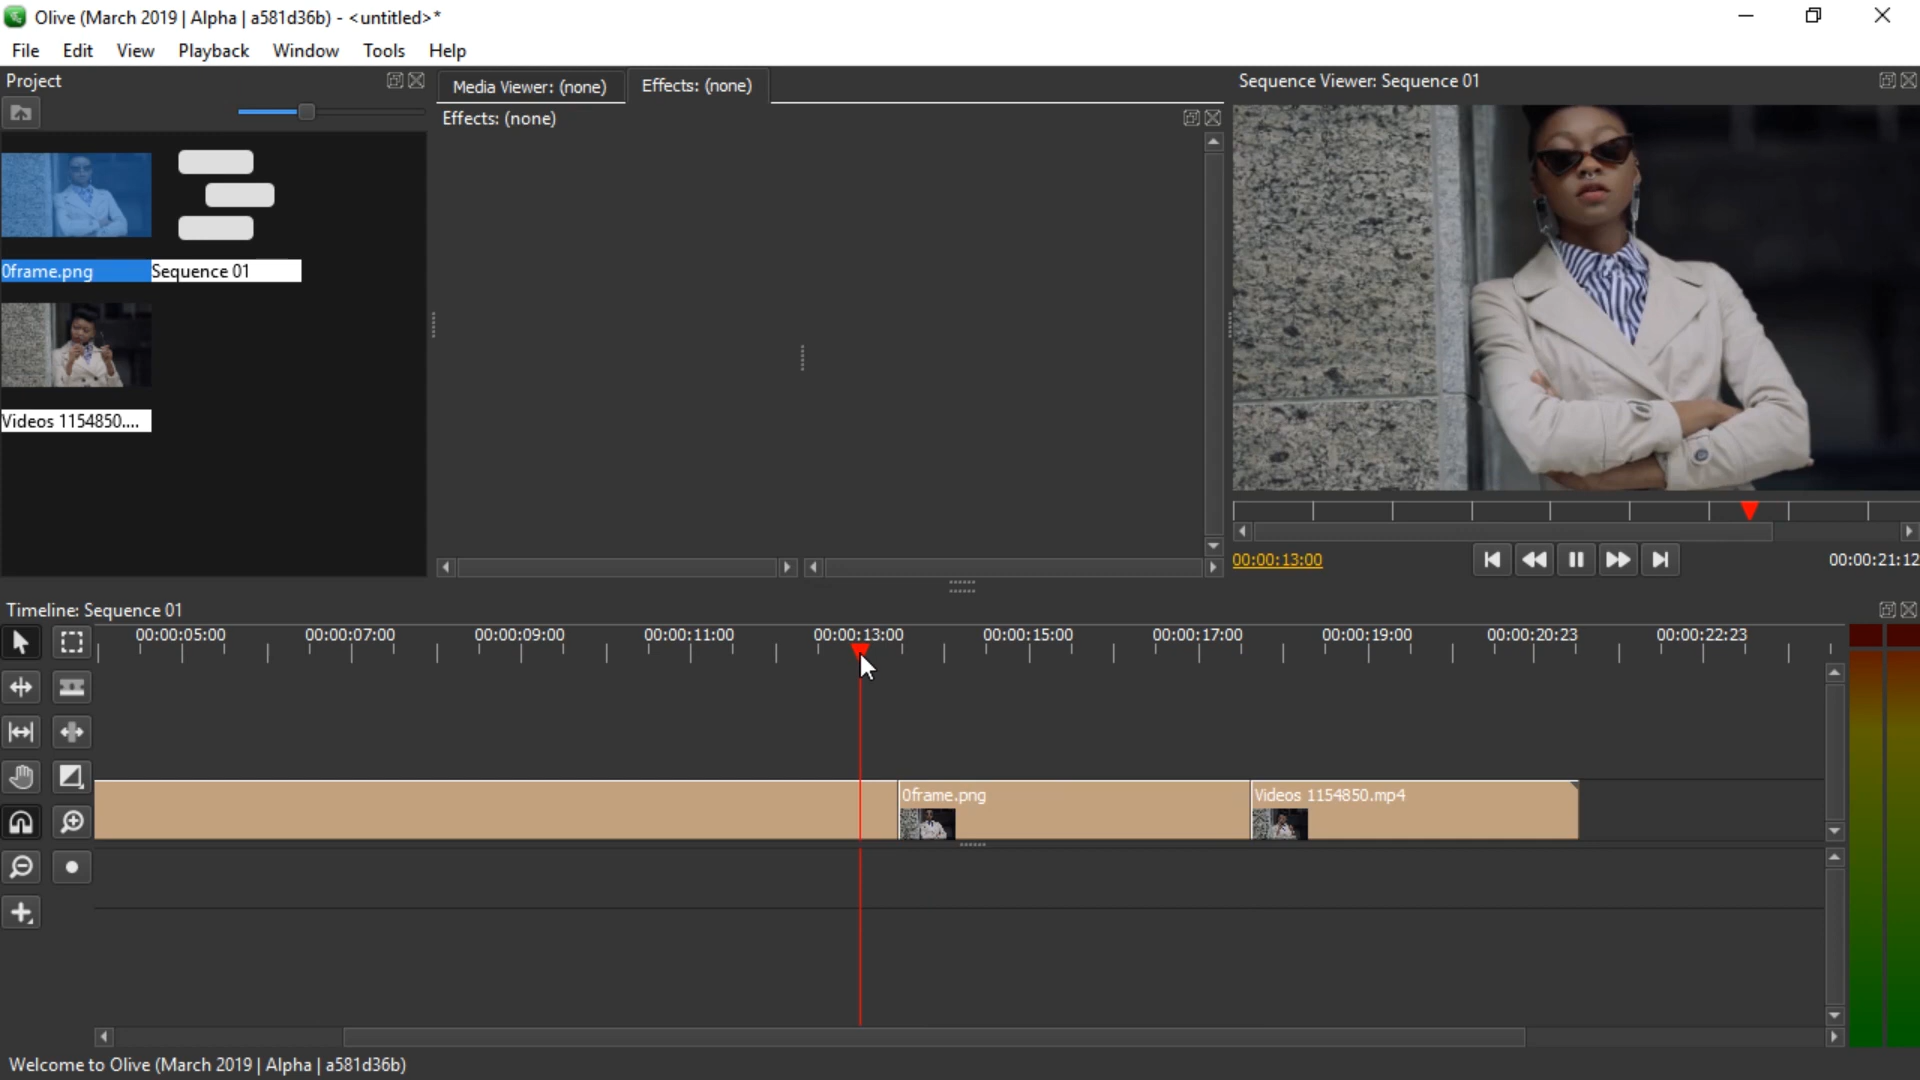 Olive (March 2019 | Alpha | a581d36b) - <untitled>*
File Edit View Playback Window Tools Help
Project
Media Viewer: (none) Effects: (none)
Sequence Viewer: Sequence 01
Effects: (none)
0frame.png Sequence 01
Videos 1154850....
00:00:13:00 00:00:21:12
Timeline: Sequence 01
00:00:05:00 00:00:07:00 00:00:09:00 00:00:11:00 00:00:13:00 00:00:15:00 00:00:17:00 00:00:19:00 00:00:20:23 00:00:22:23
0frame.png Videos 1154850.mp4
Welcome to Olive (March 2019 | Alpha | a581d36b)